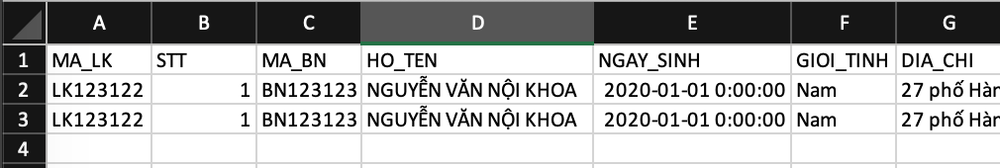 A B C D E F G
1 MA_LK STT MA_BN HO_TEN NGAY_SINH GIOI_TINH DIA_CHI
2 LK123122 1 BN123123 NGUYỄN VĂN NỘI KHOA 2020-01-01 0:00:00 Nam 27 phố Hàn
3 LK123122 1 BN123123 NGUYỄN VĂN NỘI KHOA 2020-01-01 0:00:00 Nam 27 phố Hàn
4